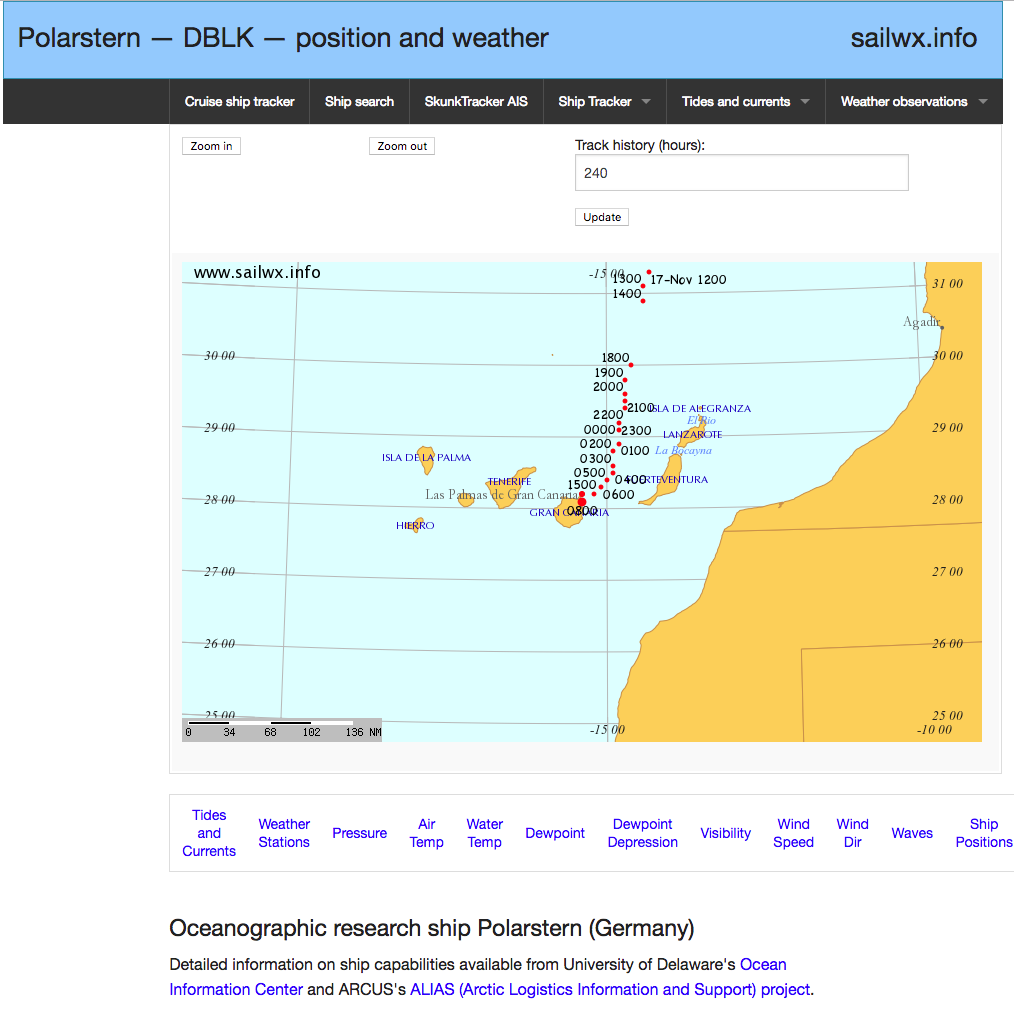 Polarstern — DBLK — position and weather
sailwx.info
Cruise ship tracker
Ship search
SkunkTracker AIS
Ship Tracker
Tides and currents
Weather observations
Zoom in
Zoom out
Track history (hours):
240
Update
www.sailwx.info
-15 00
1300
17-Nov 1200
31 00
1400
Agadir
30 00
1800
30 00
1900
2000
2100
ISLA DE ALEGRANZA
2200
El Rio
29 00
0000
2300
LANZAROTE
29 00
0200
0100
La Bocayna
ISLA DE LA PALMA
0300
0500
0400
FUERTEVENTURA
TENERIFE
1500
Las Palmas de Gran Canaria
0600
28 00
28 00
0800
GRAN CANARIA
HIERRO
27 00
27 00
26 00
26 00
25 00
25 00
-15 00
-10 00
0 34 68 102 136 NM
Tides and Currents
Weather Stations
Pressure
Air Temp
Water Temp
Dewpoint
Dewpoint Depression
Visibility
Wind Speed
Wind Dir
Waves
Ship Positions
Oceanographic research ship Polarstern (Germany)
Detailed information on ship capabilities available from University of Delaware's Ocean
Information Center and ARCUS's ALIAS (Arctic Logistics Information and Support) project.